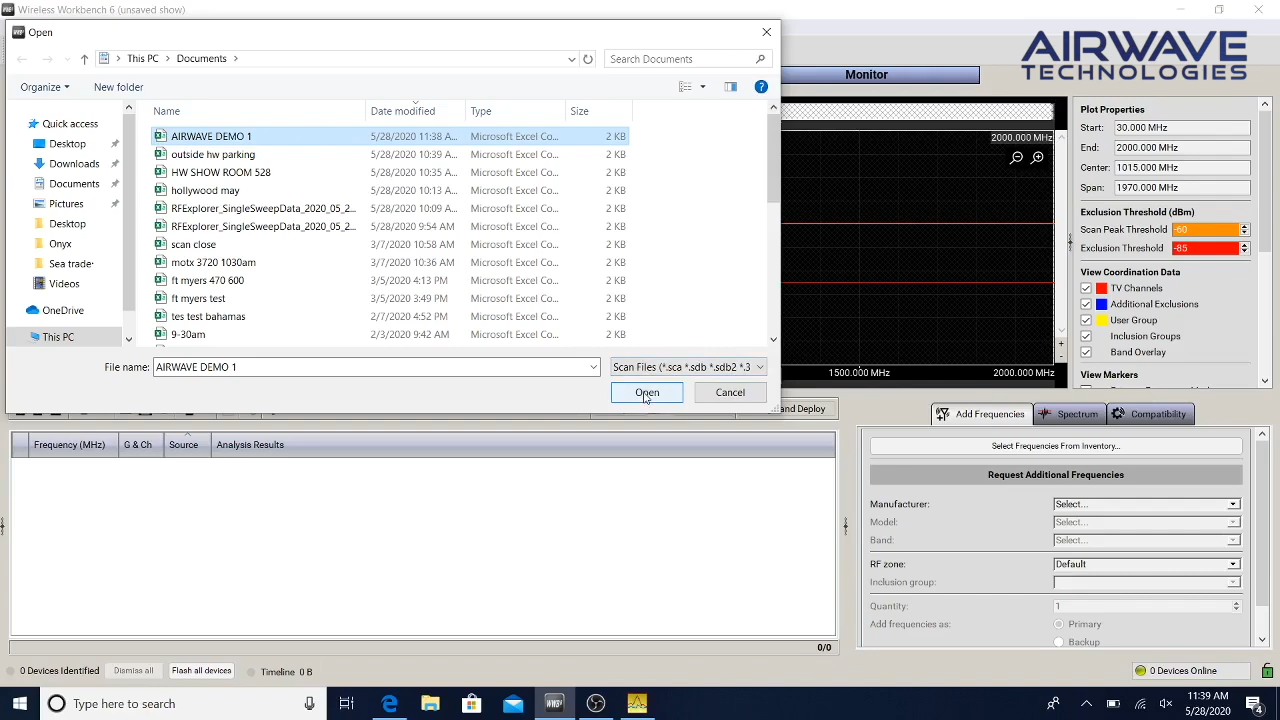 Wireless Workbench 6 (unsaved show)
Open
AIRWAVE
TECHNOLOGIES
This PC
Documents
Search Documents
Monitor
Organize
New folder
Plot Properties
Name
Date modified
Type
Size
Start:
30.000 MHz
AIRWAVE DEMO 1
5/28/2020 11:38 A...
Microsoft Excel Co...
2 KB
2000.000 MHz
End:
2000.000 MHz
outside hw parking
5/28/2020 10:39 A...
Microsoft Excel Co...
2 KB
Center:
1015.000 MHz
HW SHOW ROOM 528
5/28/2020 10:35 A...
Microsoft Excel Co...
2 KB
Span:
1970.000 MHz
hollywood may
5/28/2020 10:13 A...
Microsoft Excel Co...
2 KB
RFExplorer_SingleSweepData_2020_05_2...
5/28/2020 10:09 A...
Microsoft Excel Co...
2 KB
RFExplorer_SingleSweepData_2020_05_2...
5/28/2020 9:54 AM
Microsoft Excel Co...
2 KB
scan close
3/7/2020 10:58 AM
Microsoft Excel Co...
2 KB
motx 3720 1030am
3/7/2020 10:36 AM
Microsoft Excel Co...
2 KB
ft myers 470 600
3/5/2020 4:13 PM
Microsoft Excel Co...
2 KB
ft myers test
3/5/2020 3:49 PM
Microsoft Excel Co...
2 KB
tes test bahamas
2/7/2020 4:52 PM
Microsoft Excel Co...
2 KB
9-30am
2/3/2020 9:42 AM
Microsoft Excel Co...
2 KB
Quick access
Desktop
Downloads
Documents
Pictures
Desktop
Onyx
Sea trade-
Videos
OneDrive
This PC
Exclusion Threshold (dBm)
Scan Peak Threshold
-60
Exclusion Threshold
-85
View Coordination Data
TV Channels
Additional Exclusions
User Group
Inclusion Groups
Band Overlay
View Markers
File name:
AIRWAVE DEMO 1
Scan Files (*.sca *.sdb *.sdb2 *.3
1500.000 MHz
2000.000 MHz
Open
Cancel
and Deploy
Add Frequencies
Spectrum
Compatibility
Frequency (MHz)
G & Ch
Source
Analysis Results
Select Frequencies From Inventory...
Request Additional Frequencies
Manufacturer:
Select...
Model:
Select...
Band:
Select...
RF zone:
Default
Inclusion group:
Quantity:
1
Add frequencies as:
Primary
Backup
0/0
0 Devices Identified
Dismiss all
Flash all devices
Timeline 0 B
0 Devices Online
Type here to search
11:39 AM
5/28/2020
4